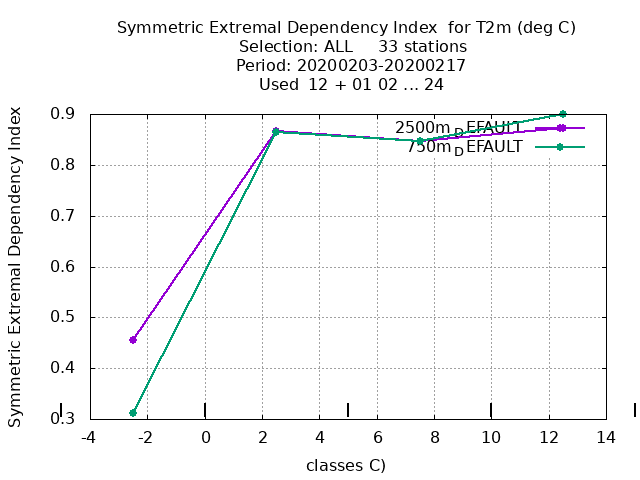 Symmetric Extremal Dependency Index  for T2m (deg C)
Selection: ALL     33 stations
Period: 20200203-20200217
Used  12 + 01 02 ... 24
Symmetric Extremal Dependency Index
0.9
0.8
0.7
0.6
0.5
0.4
0.3
2500m_DEFAULT
750m_DEFAULT
-4 -2 0 2 4 6 8 10 12 14
classes C)